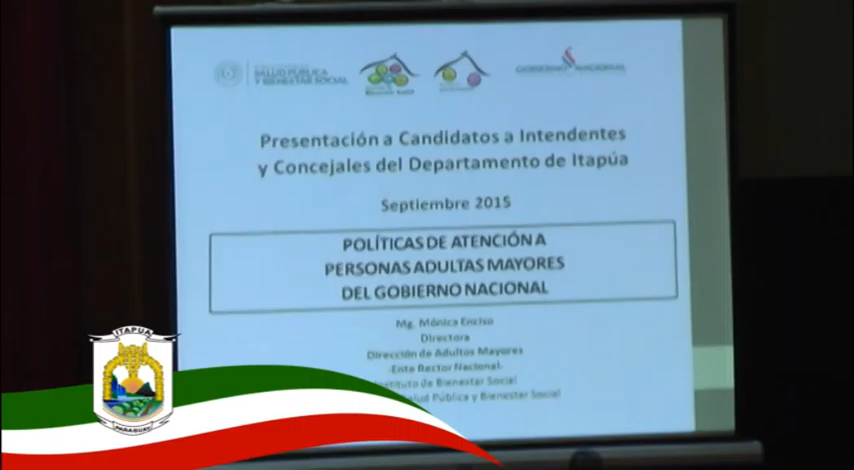 SALUD PÚBLICA
Y BIENESTAR SOCIAL
GOBIERNO NACIONAL
Presentación a Candidatos a Intendentes
y Concejales del Departamento de Itapúa
Septiembre 2015
POLÍTICAS DE ATENCIÓN A
PERSONAS ADULTAS MAYORES
DEL GOBIERNO NACIONAL
Mg. Mónica Enciso
Directora
Dirección de Adultos Mayores
-Ente Rector Nacional-
Instituto de Bienestar Social
Salud Pública y Bienestar Social
ITAPUA
PARAGUAY